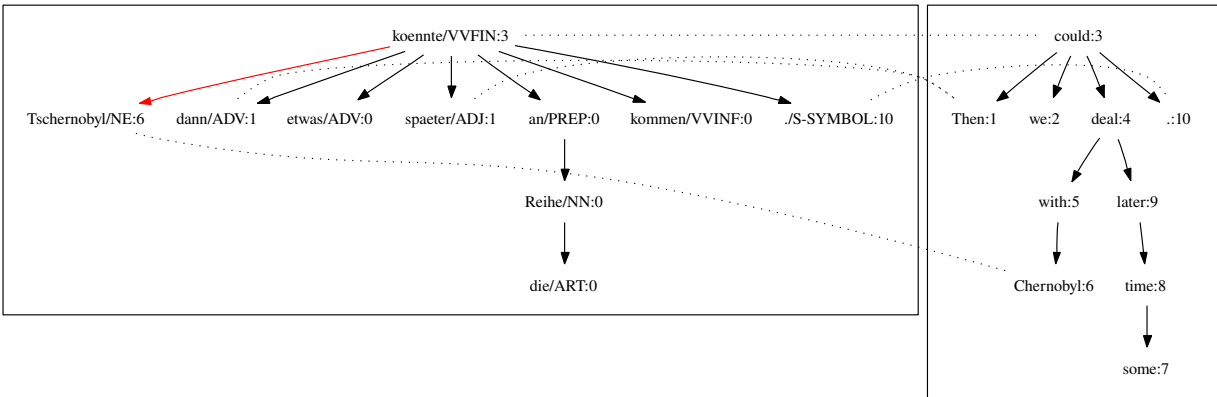 koennte/VVFIN:3 could:3
Tschernobyl/NE:6 dann/ADV:1 etwas/ADV:0 spaeter/ADJ:1 an/PREP:0 kommen/VVINF:0 ./S-SYMBOL:10 Then:1 we:2 deal:4 .:10
Reihe/NN:0 with:5 later:9
die/ART:0 Chernobyl:6 time:8
some:7